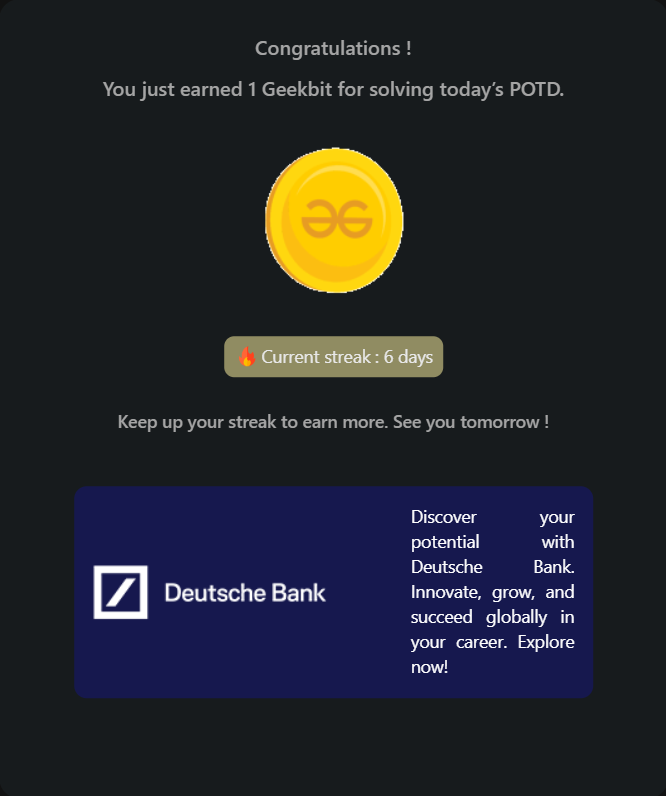 Congratulations !
You just earned 1 Geekbit for solving today’s POTD.
Current streak : 6 days
Keep up your streak to earn more. See you tomorrow !
Deutsche Bank
Discover your
potential with
Deutsche Bank.
Innovate, grow, and
succeed globally in
your career. Explore
now!